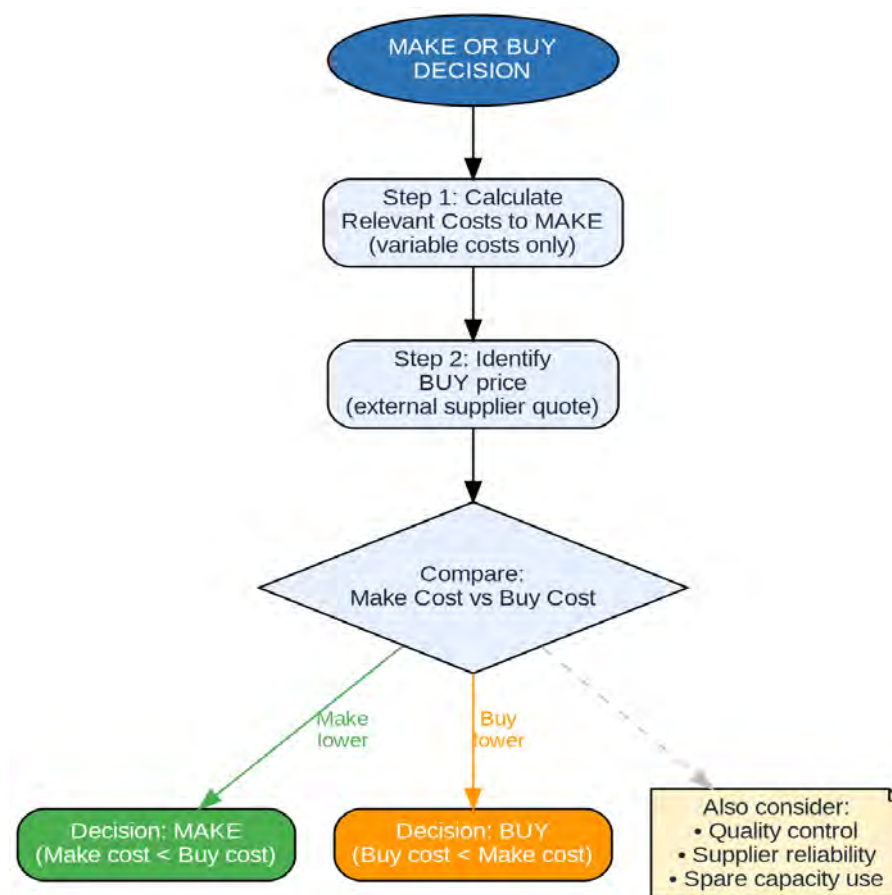 MAKE OR BUY
DECISION
Step 1: Calculate
Relevant Costs to MAKE
(variable costs only)
Step 2: Identify
BUY price
(external supplier quote)
Compare:
Make Cost vs Buy Cost
Make
lower
Buy
lower
Decision: MAKE
(Make cost < Buy cost)
Decision: BUY
(Buy cost < Make cost)
Also consider:
• Quality control
• Supplier reliability
• Spare capacity use